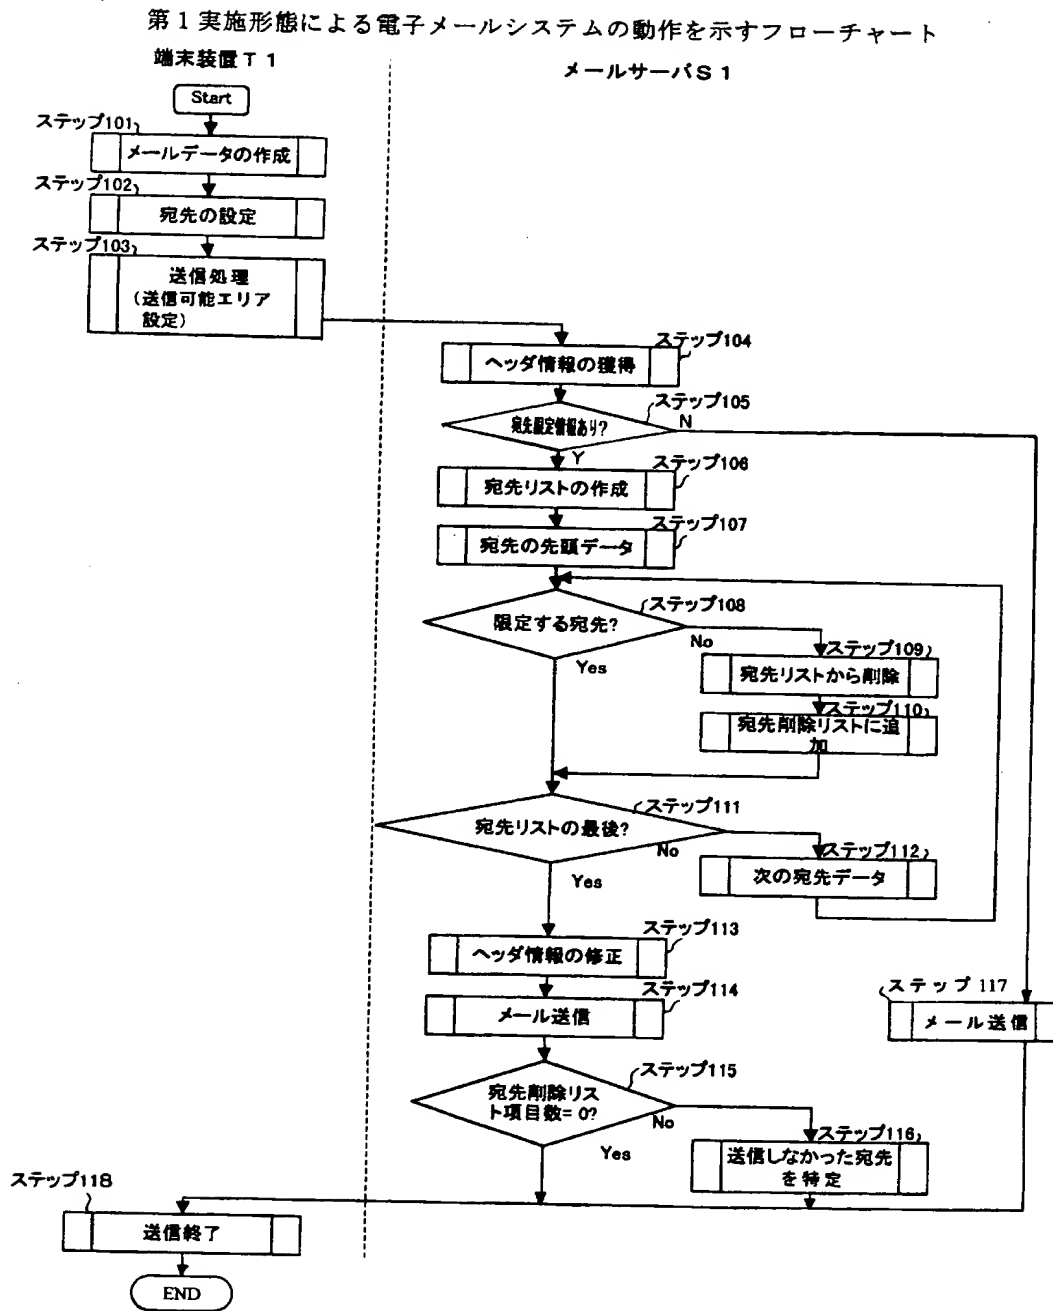 第1実施形態による電子メールシステムの動作を示すフローチャート
端末装置T1
メールサーバS1
Start
ステップ101
メールデータの作成
ステップ102
宛先の設定
ステップ103
送信処理
(送信可能エリア
設定)
ステップ104
ヘッダ情報の獲得
ステップ105
宛先限定情報あり?
N
Y
ステップ106
宛先リストの作成
ステップ107
宛先の先頭データ
ステップ108
限定する宛先?
No
Yes
ステップ109
宛先リストから削除
ステップ110
宛先削除リストに追
加
ステップ111
宛先リストの最後?
No
Yes
ステップ112
次の宛先データ
ステップ113
ヘッダ情報の修正
ステップ114
メール送信
ステップ117
メール送信
ステップ115
宛先削除リス
ト項目数=0?
No
Yes
ステップ116
送信しなかった宛先
を特定
ステップ118
送信終了
END